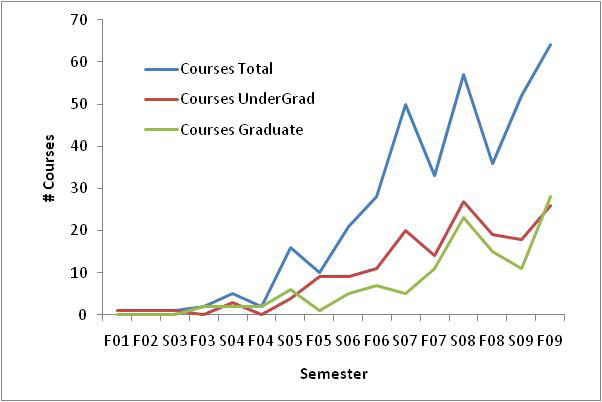 70
60
50
40
30
20
10
0
# Courses
Courses Total
Courses UnderGrad
Courses Graduate
F01 F02 S03 F03 S04 F04 S05 F05 S06 F06 S07 F07 S08 F08 S09 F09
Semester